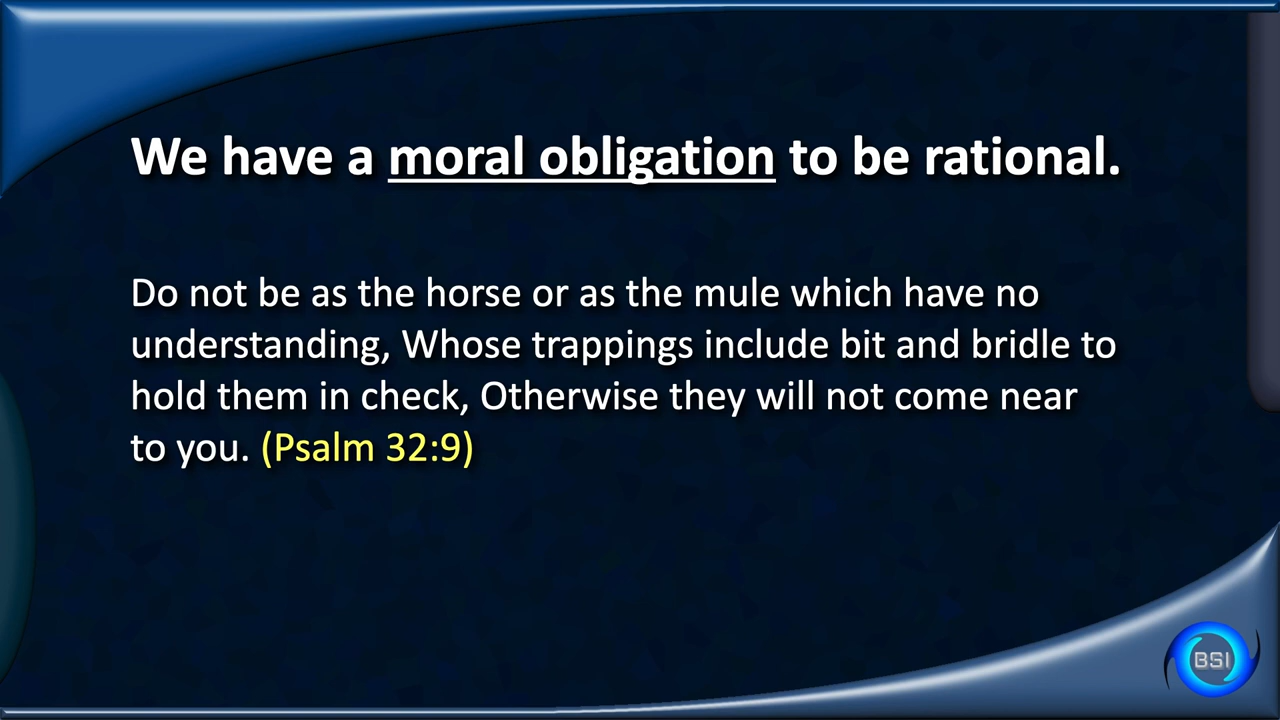 We have a moral obligation to be rational.
Do not be as the horse or as the mule which have no
understanding, Whose trappings include bit and bridle to
hold them in check, Otherwise they will not come near
to you. (Psalm 32:9)
BSI